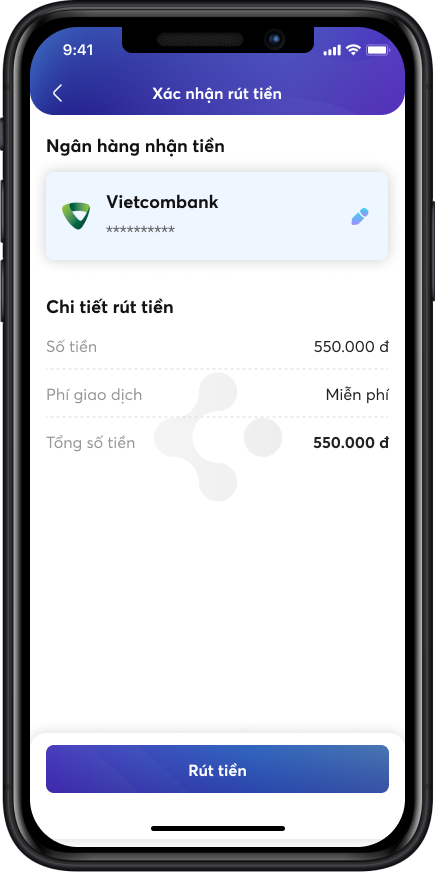 9:41
Xác nhận rút tiền
Ngân hàng nhận tiền
Vietcombank
**********
Chi tiết rút tiền
Số tiền 550.000 đ
Phí giao dịch Miễn phí
Tổng số tiền 550.000 đ
Rút tiền